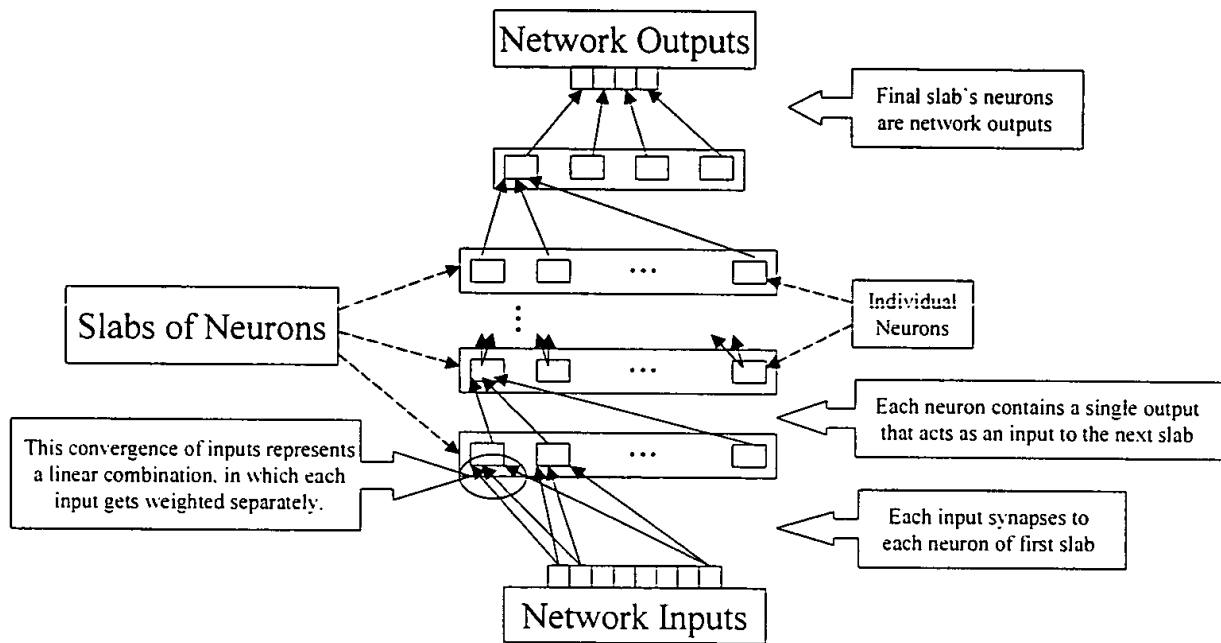 Network Outputs
Final slab's neurons
are network outputs
...
Slabs of Neurons
Individual
Neurons
...
...
This convergence of inputs represents
a linear combination, in which each
input gets weighted separately.
Each neuron contains a single output
that acts as an input to the next slab
...
Each input synapses to
each neuron of first slab
Network Inputs